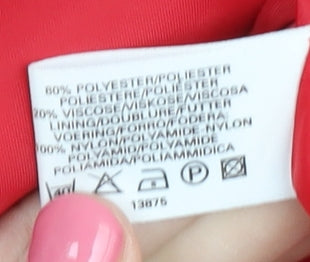 80% POLYESTER/POLIESTER
POLIESTERE/POLIESTER
20% VISCOSE/VISKOSE/VISCOSA
LINING/DOUBLURE/FUTTER
VOERING/FORRO/FODERA
100% NYLON/POLYAMIDE-NYLON
POLYAMID/POLYAMIDE
POLIAMIDA/POLIAMMIDICA
40 P
13875